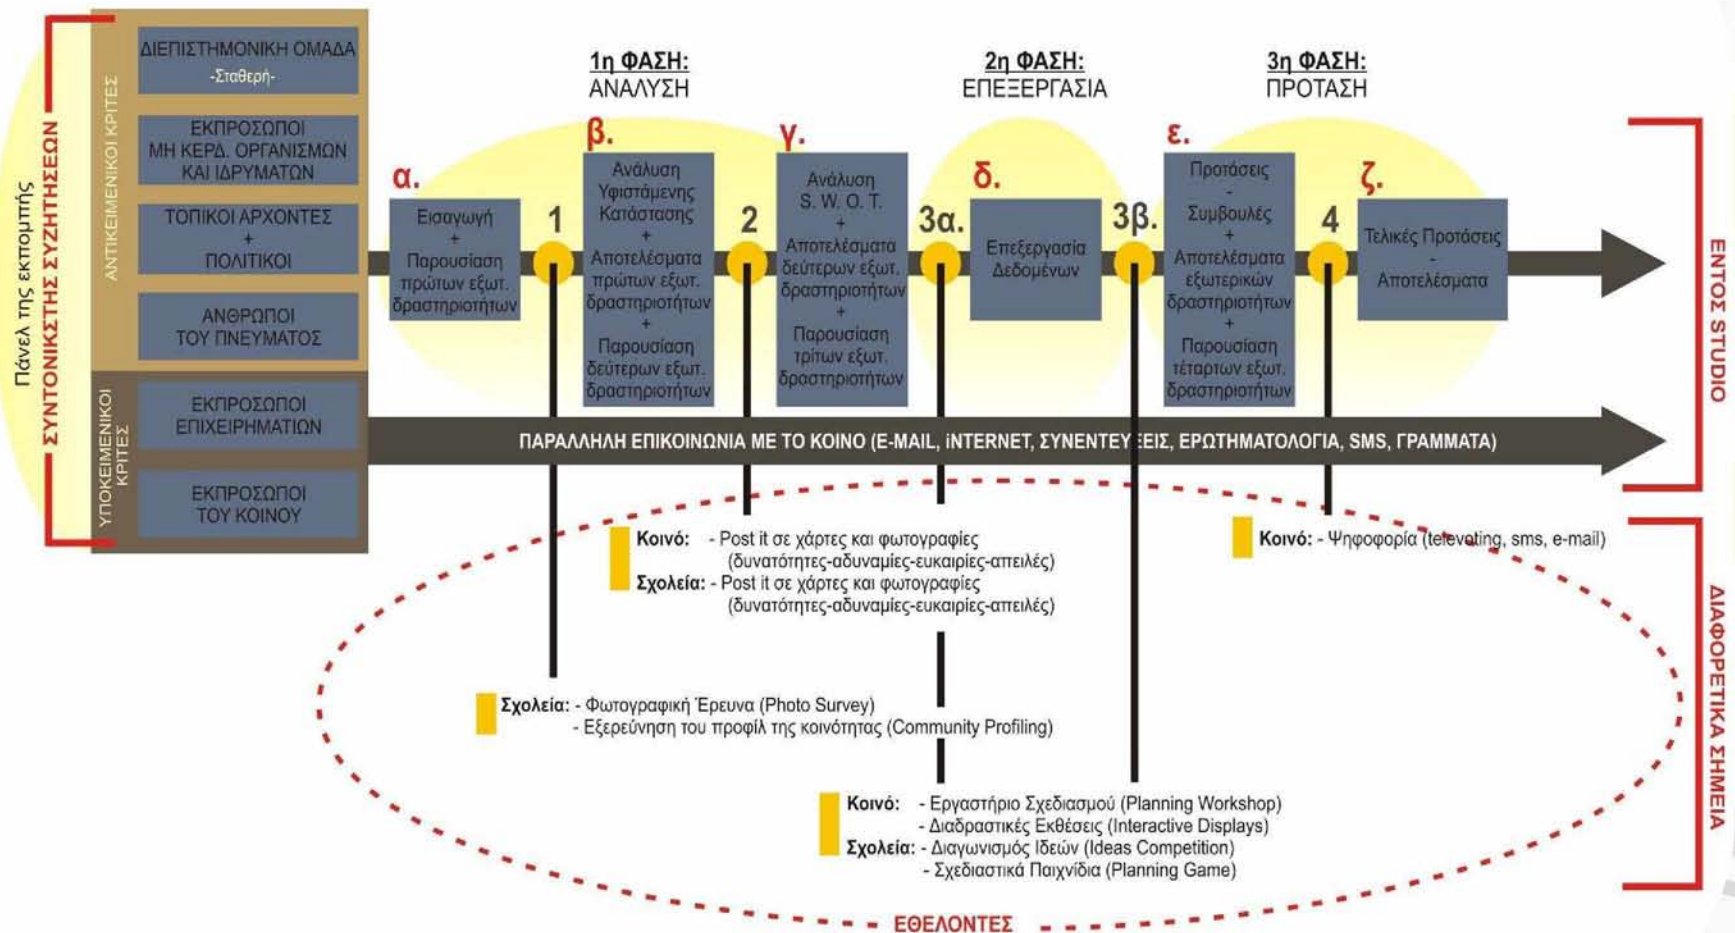 Πάνελ της εκπομπής
ΣΥΝΤΟΝΙΚΣΤΗΣ ΣΥΖΗΤΗΣΕΩΝ
ΑΝΤΙΚΕΙΜΕΝΙΚΟΙ ΚΡΙΤΕΣ
ΔΙΕΠΙΣΤΗΜΟΝΙΚΗ ΟΜΑΔΑ
-Σταθερή-
ΕΚΠΡΟΣΩΠΟΙ
ΜΗ ΚΕΡΔ. ΟΡΓΑΝΙΣΜΩΝ
ΚΑΙ ΙΔΡΥΜΑΤΩΝ
ΤΟΠΙΚΟΙ ΑΡΧΟΝΤΕΣ
+
ΠΟΛΙΤΙΚΟΙ
ΑΝΘΡΩΠΟΙ
ΤΟΥ ΠΝΕΥΜΑΤΟΣ
ΥΠΟΚΕΙΜΕΝΙΚΟΙ
ΚΡΙΤΕΣ
ΕΚΠΡΟΣΩΠΟΙ
ΕΠΙΧΕΙΡΗΜΑΤΙΩΝ
ΕΚΠΡΟΣΩΠΟΙ
ΤΟΥ ΚΟΙΝΟΥ
1η ΦΑΣΗ:
ΑΝΑΛΥΣΗ
2η ΦΑΣΗ:
ΕΠΕΞΕΡΓΑΣΙΑ
3η ΦΑΣΗ:
ΠΡΟΤΑΣΗ
α.
Εισαγωγή
+
Παρουσίαση
πρώτων εξωτ.
δραστηριοτήτων
1
β.
Ανάλυση
Υφιστάμενης
Κατάστασης
+
Αποτελέσματα
πρώτων εξωτ.
δραστηριοτήτων
+
Παρουσίαση
δεύτερων εξωτ.
δραστηριοτήτων
2
γ.
Ανάλυση
S. W. O. T.
+
Αποτελέσματα
δεύτερων εξωτ.
δραστηριοτήτων
+
Παρουσίαση
τρίτων εξωτ.
δραστηριοτήτων
3α.
δ.
Επεξεργασία
Δεδομένων
3β.
ε.
Προτάσεις
-
Συμβουλές
+
Αποτελέσματα
εξωτερικών
δραστηριοτήτων
+
Παρουσίαση
τέταρτων εξωτ.
δραστηριοτήτων
4
ζ.
Τελικές Προτάσεις
-
Αποτελέσματα
ΕΝΤΟΣ STUDIO
ΠΑΡΑΛΛΗΛΗ ΕΠΙΚΟΙΝΩΝΙΑ ΜΕ ΤΟ ΚΟΙΝΟ (E-MAIL, iNTERNET, ΣΥΝΕΝΤΕΥΞΕΙΣ, ΕΡΩΤΗΜΑΤΟΛΟΓΙΑ, SMS, ΓΡΑΜΜΑΤΑ)
Κοινό: - Post it σε χάρτες και φωτογραφίες
(δυνατότητες-αδυναμίες-ευκαιρίες-απειλές)
Σχολεία: - Post it σε χάρτες και φωτογραφίες
(δυνατότητες-αδυναμίες-ευκαιρίες-απειλές)
Κοινό: - Ψηφοφορία (televoting, sms, e-mail)
Σχολεία: - Φωτογραφική Έρευνα (Photo Survey)
- Εξερεύνηση του προφίλ της κοινότητας (Community Profiling)
Κοινό: - Εργαστήριο Σχεδιασμού (Planning Workshop)
- Διαδραστικές Εκθέσεις (Interactive Displays)
Σχολεία: - Διαγωνισμός Ιδεών (Ideas Competition)
- Σχεδιαστικά Παιχνίδια (Planning Game)
ΔΙΑΦΟΡΕΤΙΚΑ ΣΗΜΕΙΑ
ΕΘΕΛΟΝΤΕΣ